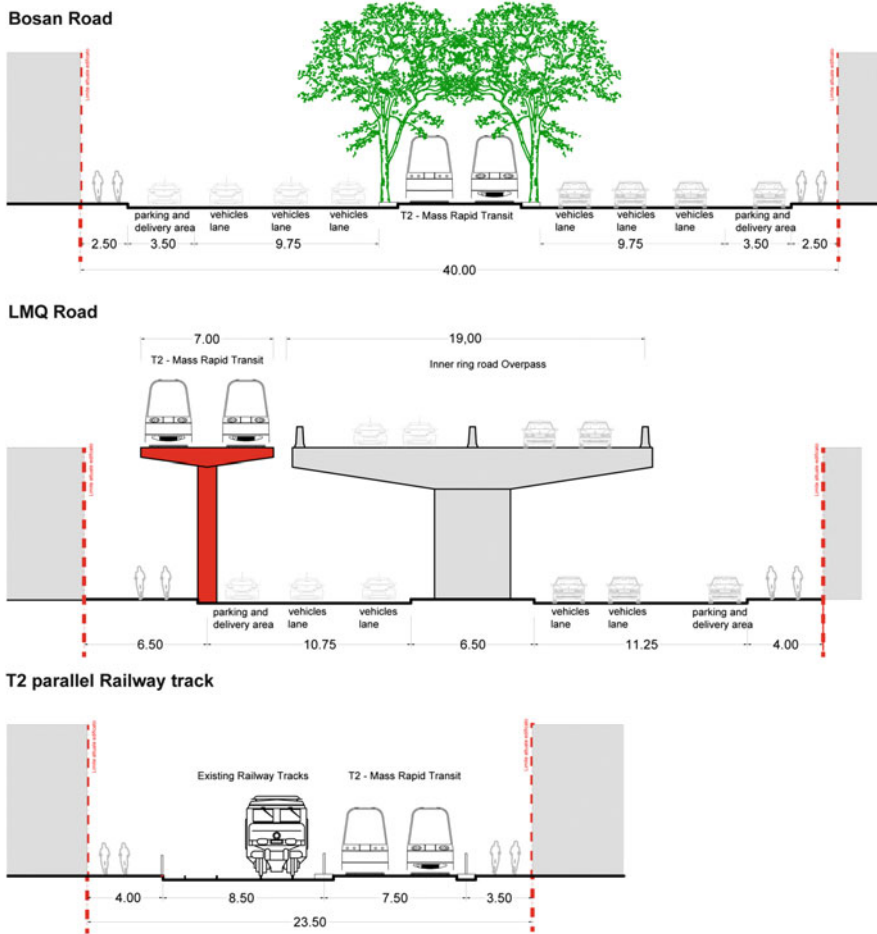 Bosan Road
parking and
delivery area
vehicles
lane
vehicles
lane
vehicles
lane
T2 - Mass Rapid Transit
vehicles
lane
vehicles
lane
vehicles
lane
parking and
delivery area
2.50
3.50
9.75
9.75
3.50
2.50
40.00
LMQ Road
7.00
19,00
T2 - Mass Rapid Transit
Inner ring road Overpass
parking and
delivery area
vehicles
lane
vehicles
lane
vehicles
lane
vehicles
lane
parking and
delivery area
6.50
10.75
6.50
11.25
4.00
T2 parallel Railway track
Existing Railway Tracks
T2 - Mass Rapid Transit
4.00
8.50
7.50
3.50
23.50